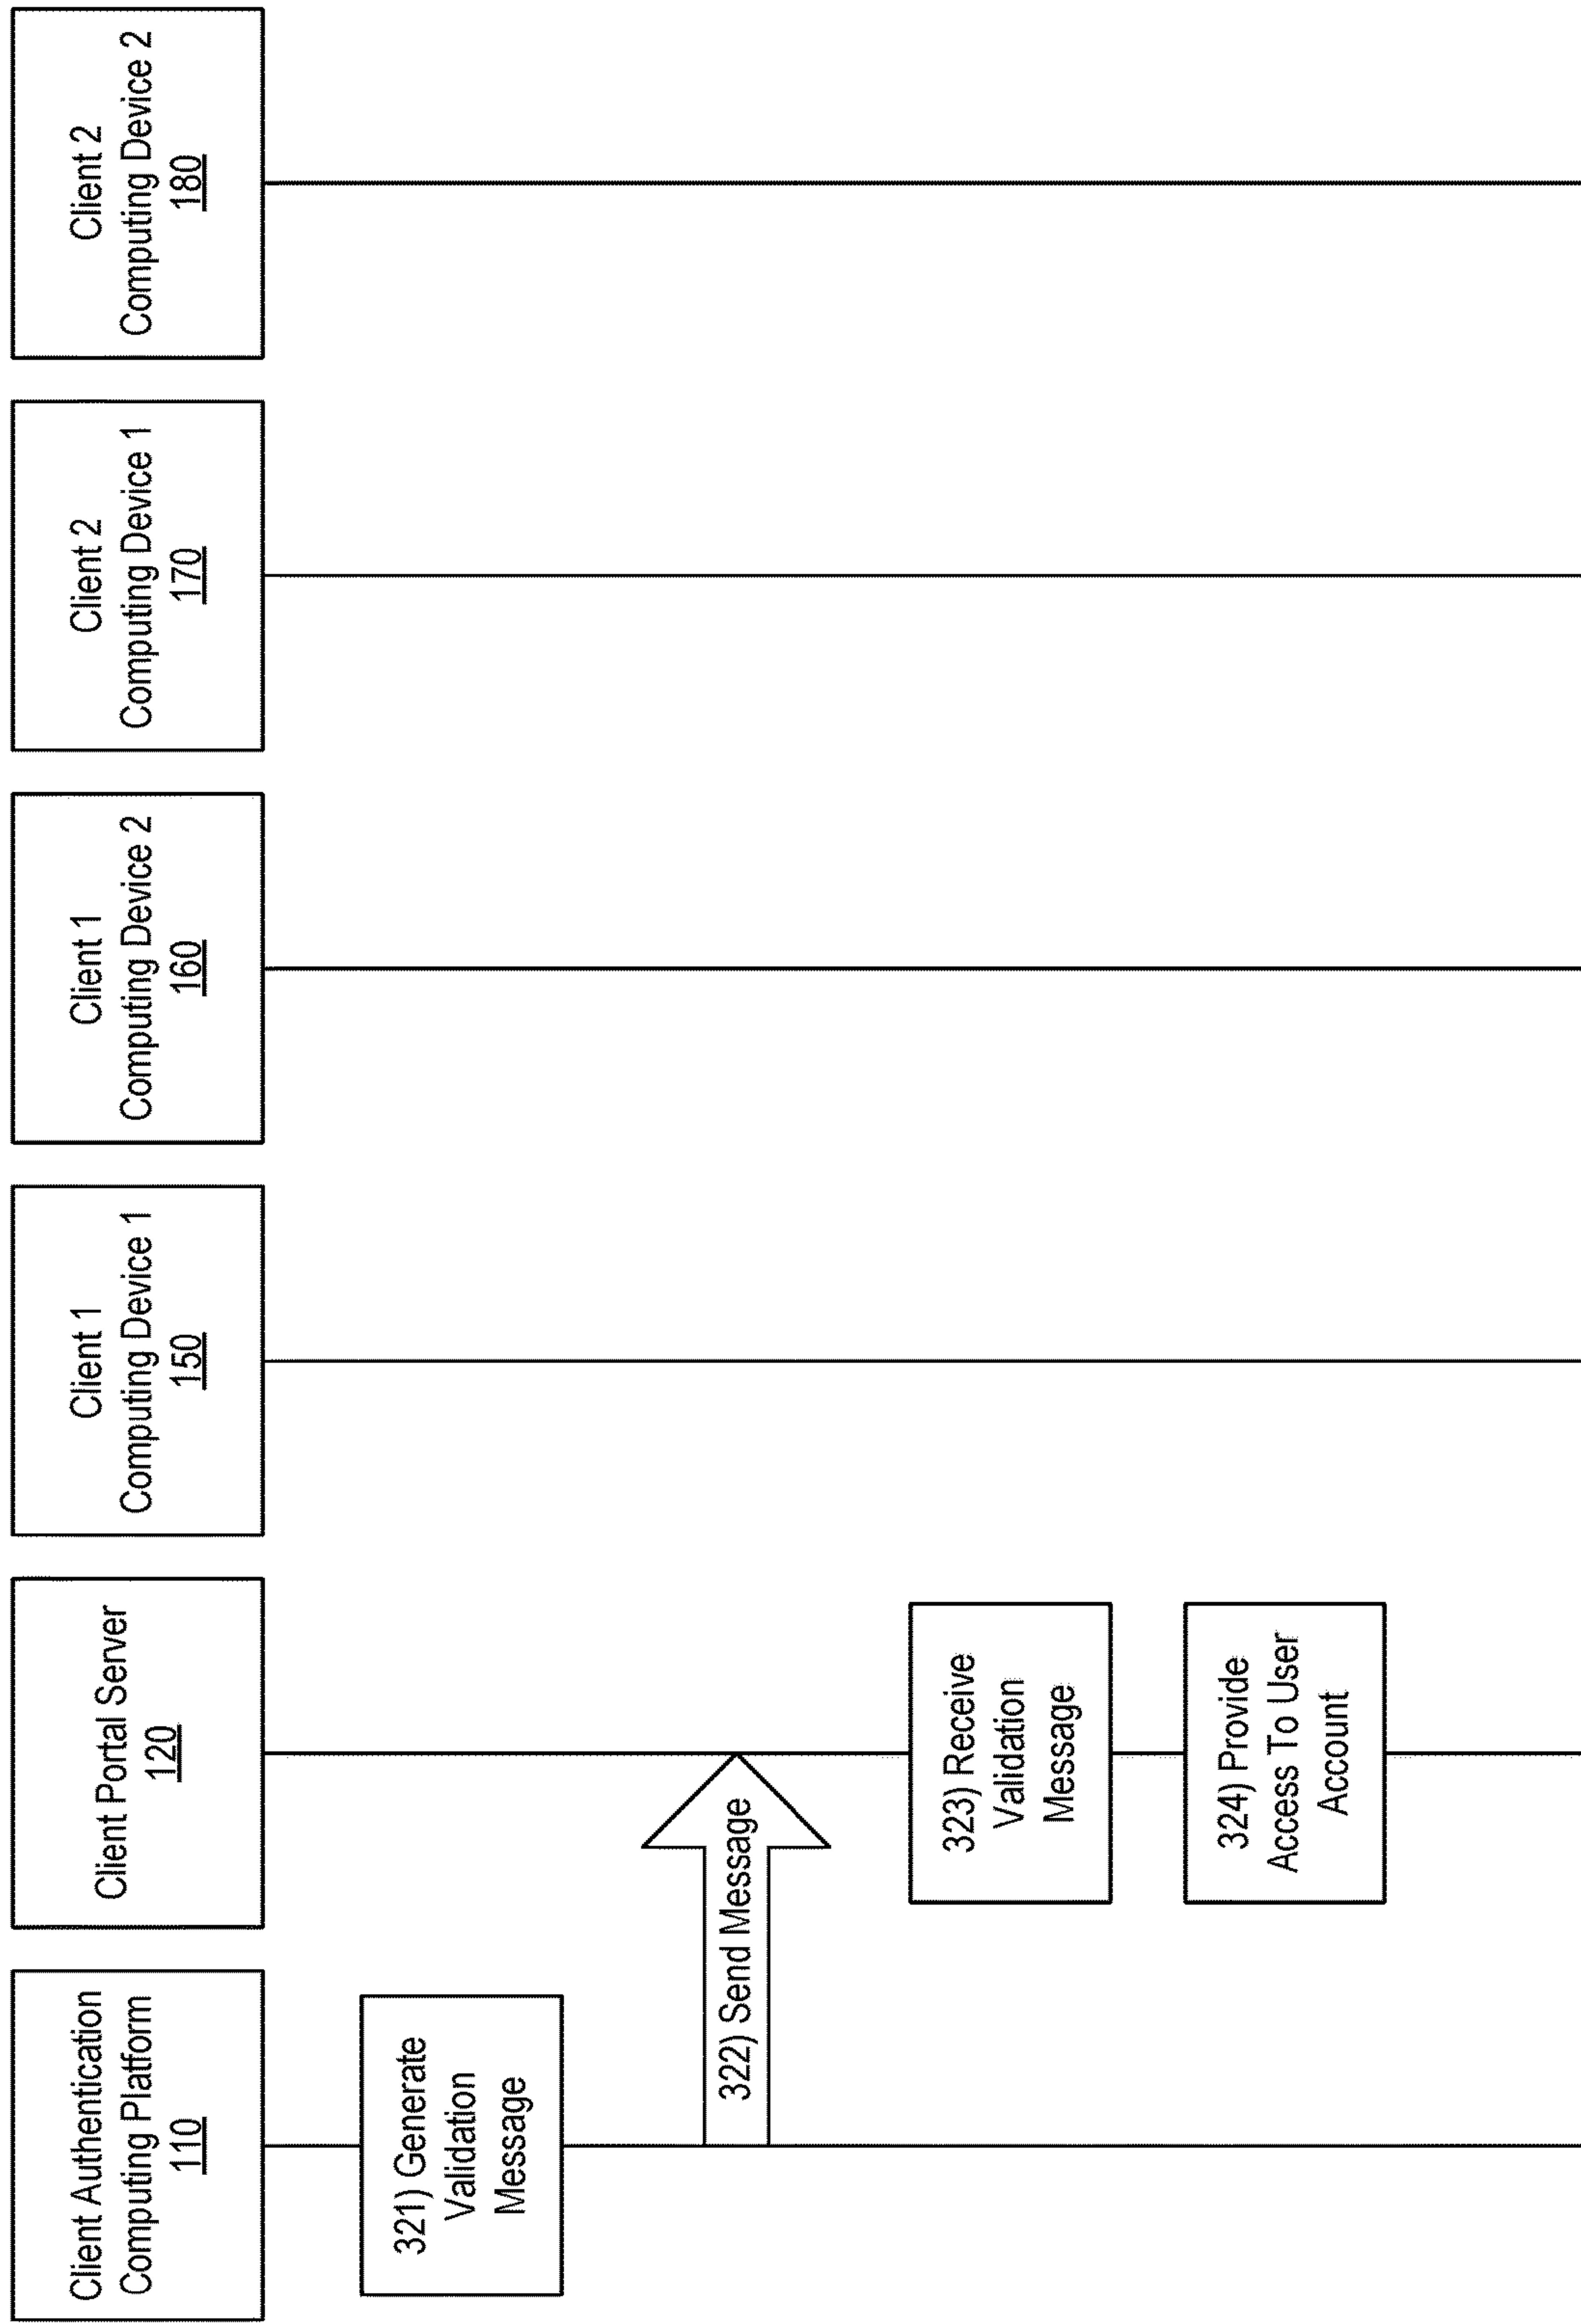 Client Authentication
Computing Platform
110
Client Portal Server
120
Client 1
Computing Device 1
150
Client 1
Computing Device 2
160
Client 2
Computing Device 1
170
Client 2
Computing Device 2
180
321) Generate
Validation
Message
322) Send Message
323) Receive
Validation
Message
324) Provide
Access To User
Account